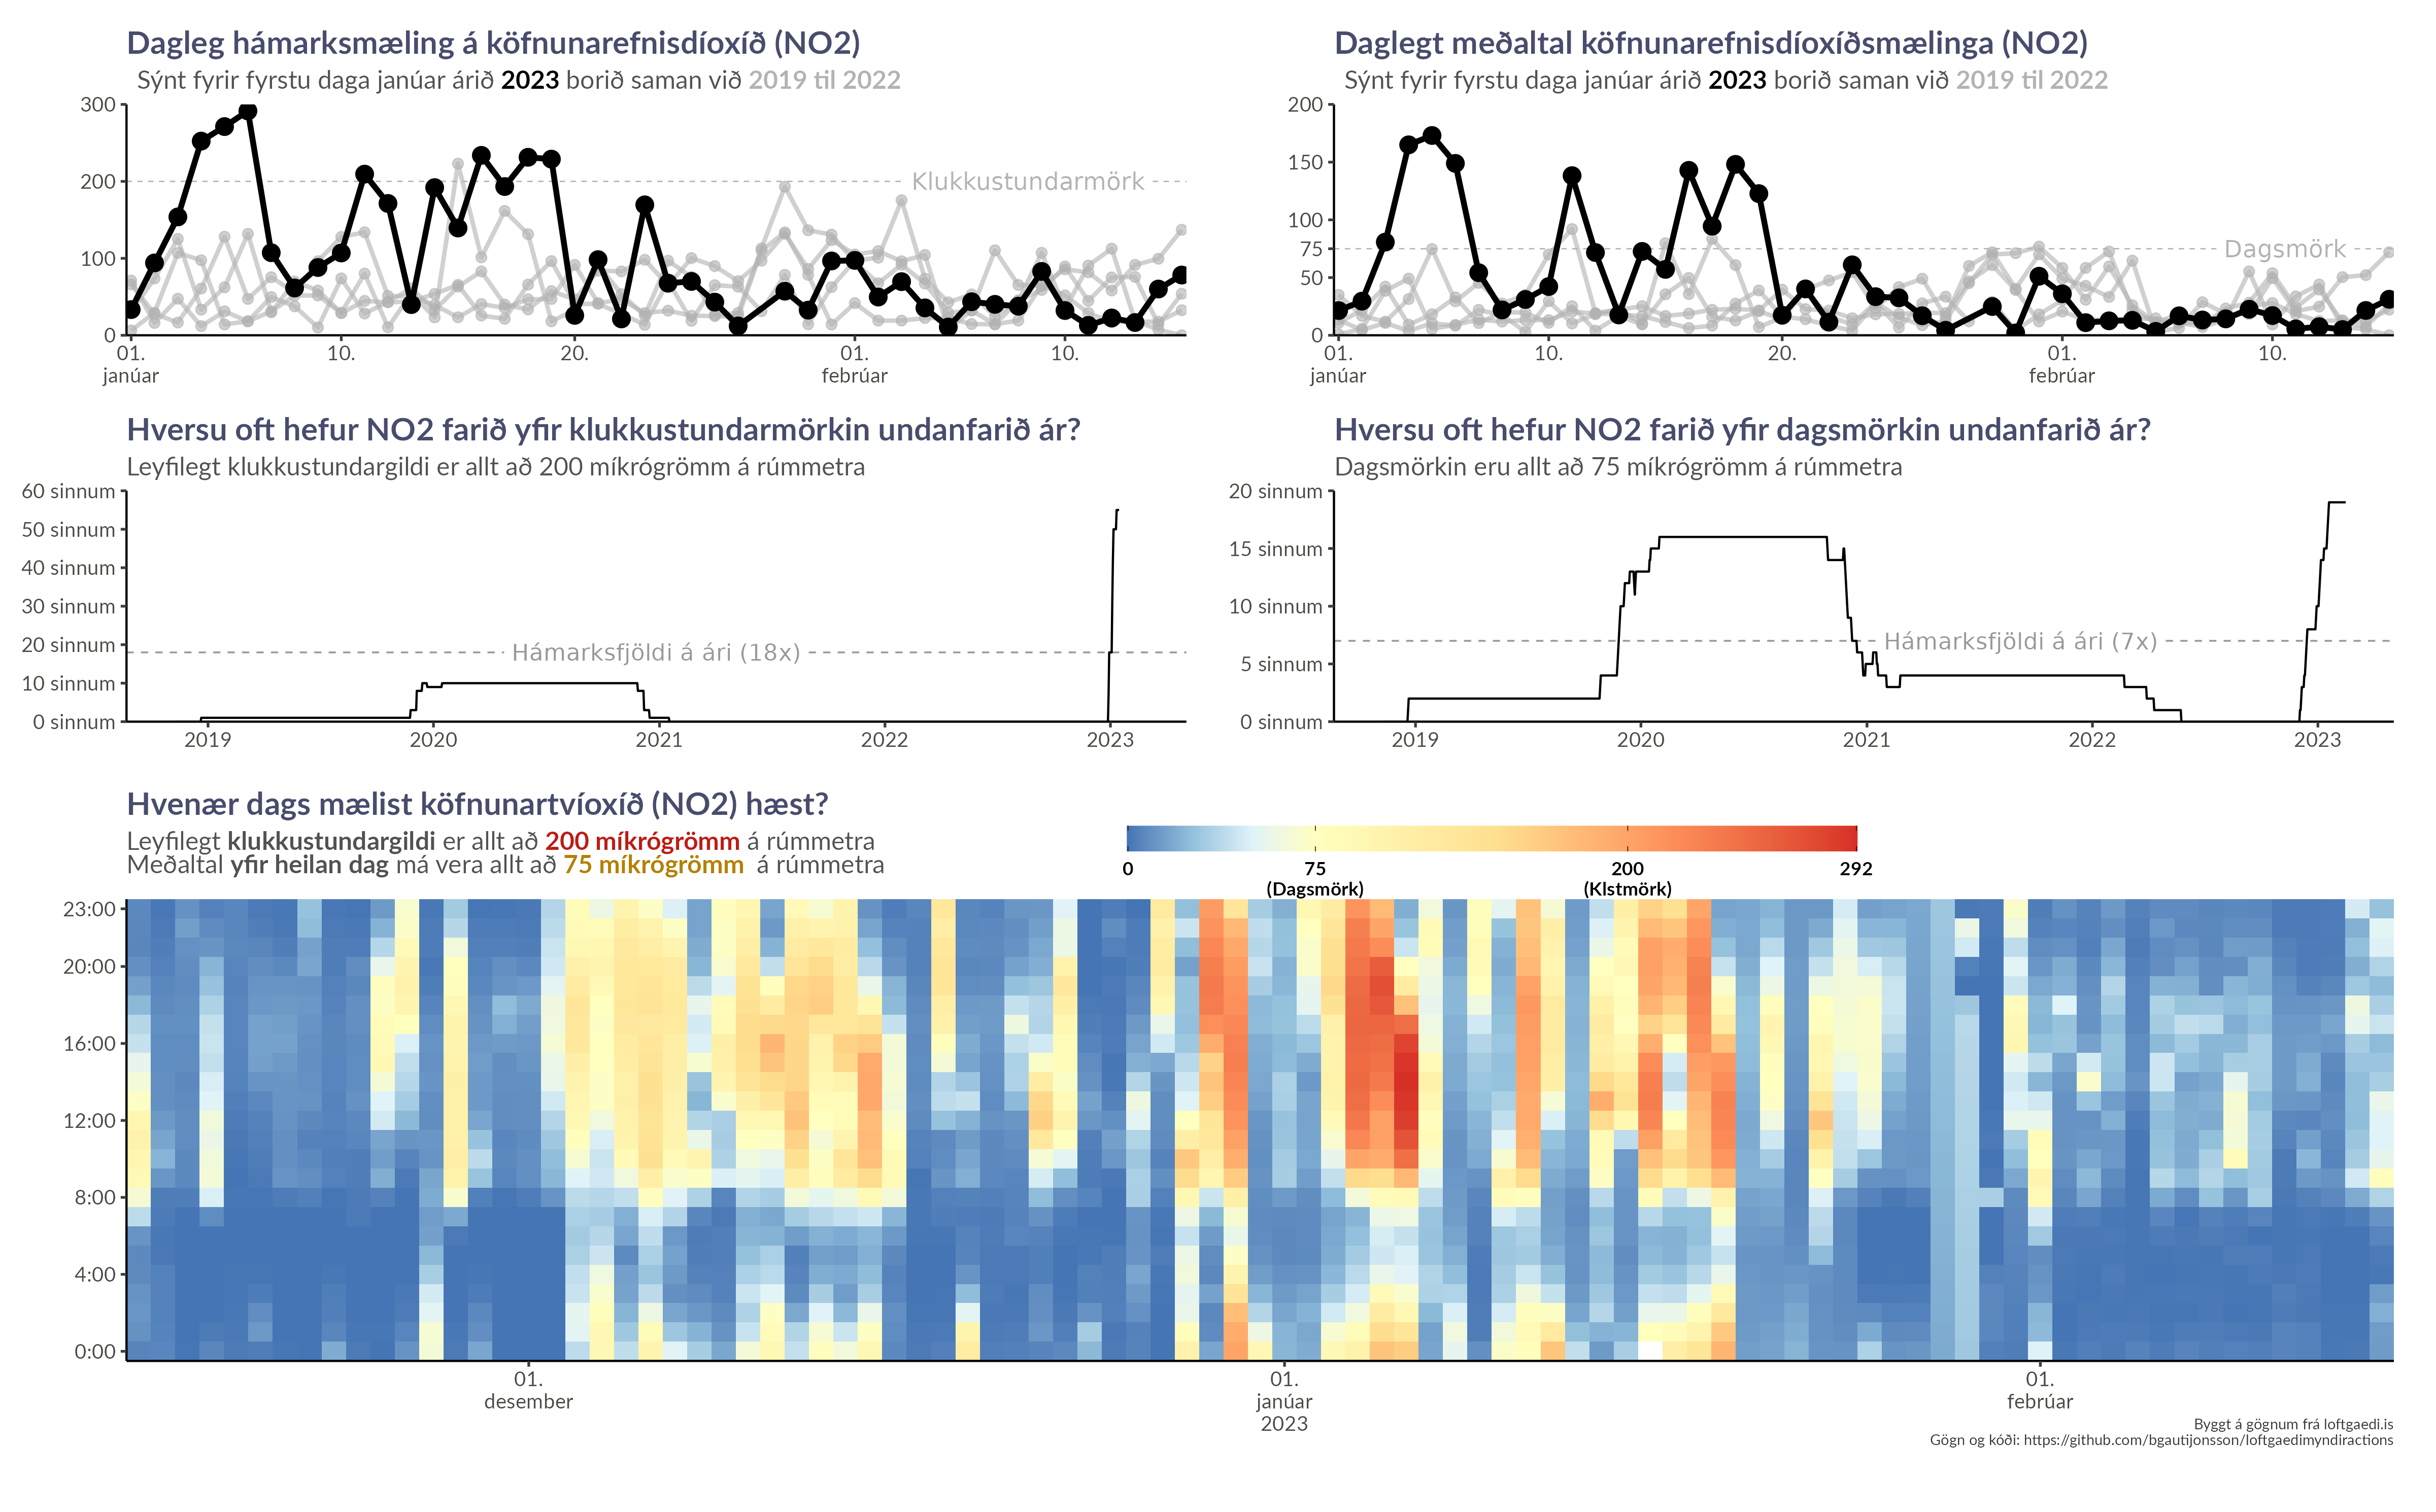 Dagleg hámarksmæling á köfnunarefnisdíoxíð (NO2)
Sýnt fyrir fyrstu daga janúar árið 2023 borið saman við 2019 til 2022
300
200
100
0
Klukkustundarmörk
01. 10. 20. 01. 10.
janúar febrúar
Daglegt meðaltal köfnunarefnisdíoxíðsmælinga (NO2)
Sýnt fyrir fyrstu daga janúar árið 2023 borið saman við 2019 til 2022
200
150
100
75
50
0
Dagsmörk
01. 10. 20. 01. 10.
janúar febrúar
Hversu oft hefur NO2 farið yfir klukkustundarmörkin undanfarið ár?
Leyfilegt klukkustundargildi er allt að 200 míkrógrömm á rúmmetra
60 sinnum
50 sinnum
40 sinnum
30 sinnum
20 sinnum
10 sinnum
0 sinnum
Hámarksfjöldi á ári (18x)
2019 2020 2021 2022 2023
Hversu oft hefur NO2 farið yfir dagsmörkin undanfarið ár?
Dagsmörkin eru allt að 75 míkrógrömm á rúmmetra
20 sinnum
15 sinnum
10 sinnum
5 sinnum
0 sinnum
Hámarksfjöldi á ári (7x)
2019 2020 2021 2022 2023
Hvenær dags mælist köfnunartvíoxíð (NO2) hæst?
Leyfilegt klukkustundargildi er allt að 200 míkrógrömm á rúmmetra
Meðaltal yfir heilan dag má vera allt að 75 míkrógrömm á rúmmetra
0 75 200 292
(Dagsmörk) (Klstmörk)
23:00
20:00
16:00
12:00
8:00
4:00
0:00
01. 01. 01.
desember janúar febrúar
2023
Byggt á gögnum frá loftgaedi.is
Gögn og kóði: https://github.com/bgautijonsson/loftgaedimyndiractions